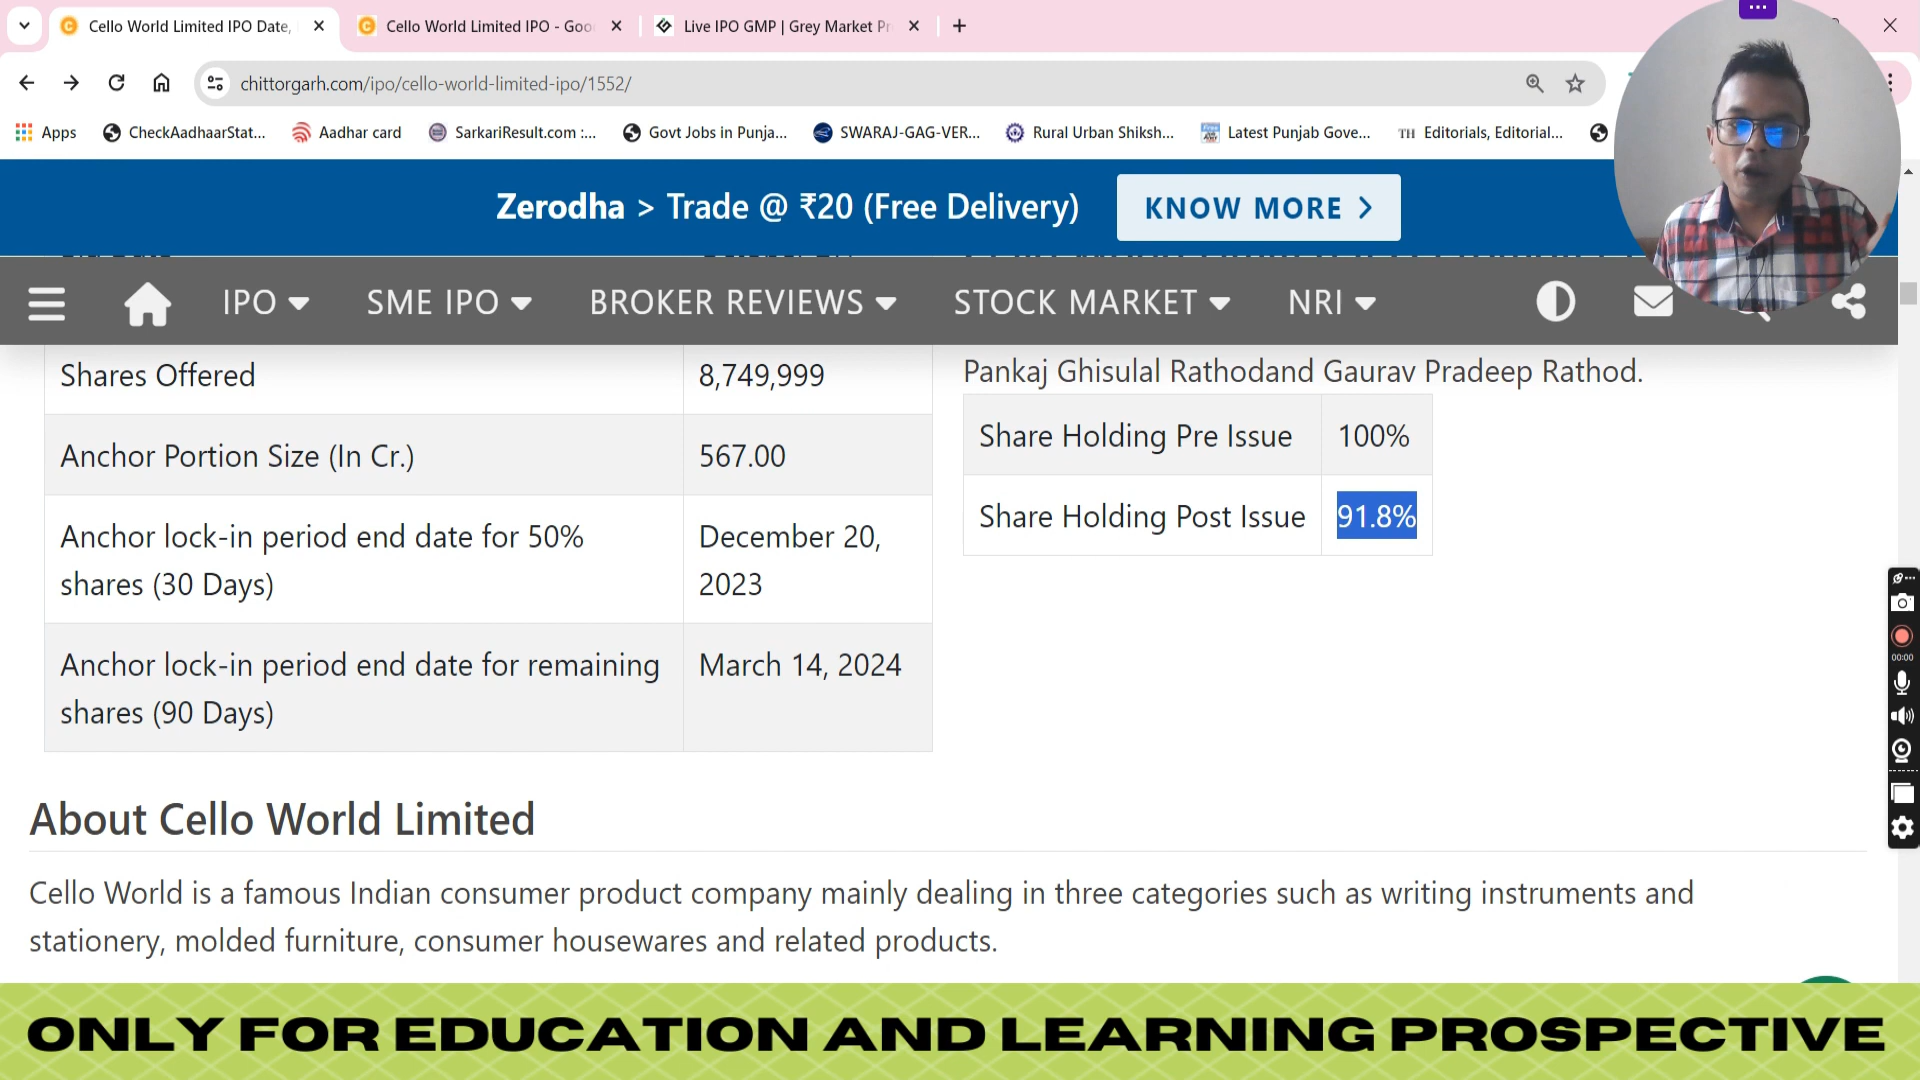 Cello World Limited IPO Date,
Cello World Limited IPO - Goo
Live IPO GMP | Grey Market Pr
chittorgarh.com/ipo/cello-world-limited-ipo/1552/
Apps
CheckAadhaarStat...
Aadhar card
SarkariResult.com :...
Govt Jobs in Punja...
SWARAJ-GAG-VER...
Rural Urban Shiksh...
Latest Punjab Gove...
TH Editorials, Editorial...
Zerodha > Trade @ ₹20 (Free Delivery)
KNOW MORE
IPO
SME IPO
BROKER REVIEWS
STOCK MARKET
NRI
Shares Offered 8,749,999
Anchor Portion Size (In Cr.) 567.00
Anchor lock-in period end date for 50%
shares (30 Days)
December 20,
2023
Anchor lock-in period end date for remaining
shares (90 Days)
March 14, 2024
Pankaj Ghisulal Rathodand Gaurav Pradeep Rathod.
Share Holding Pre Issue 100%
Share Holding Post Issue 91.8%
00:00
About Cello World Limited
Cello World is a famous Indian consumer product company mainly dealing in three categories such as writing instruments and
stationery, molded furniture, consumer housewares and related products.
ONLY FOR EDUCATION AND LEARNING PROSPECTIVE